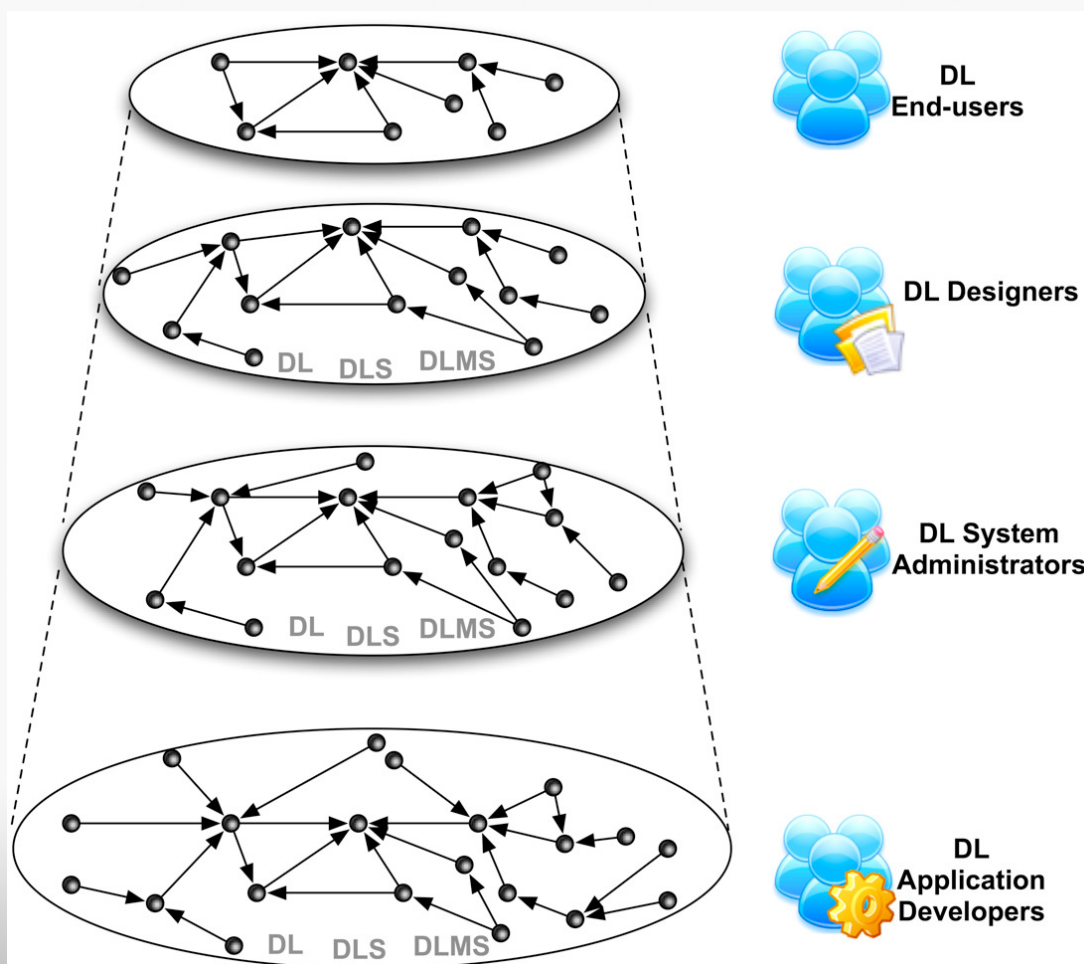 DL
End-users
DL Designers
DL DLS DLMS
DL System
Administrators
DL DLS DLMS
DL
Application
Developers
DL DLS DLMS